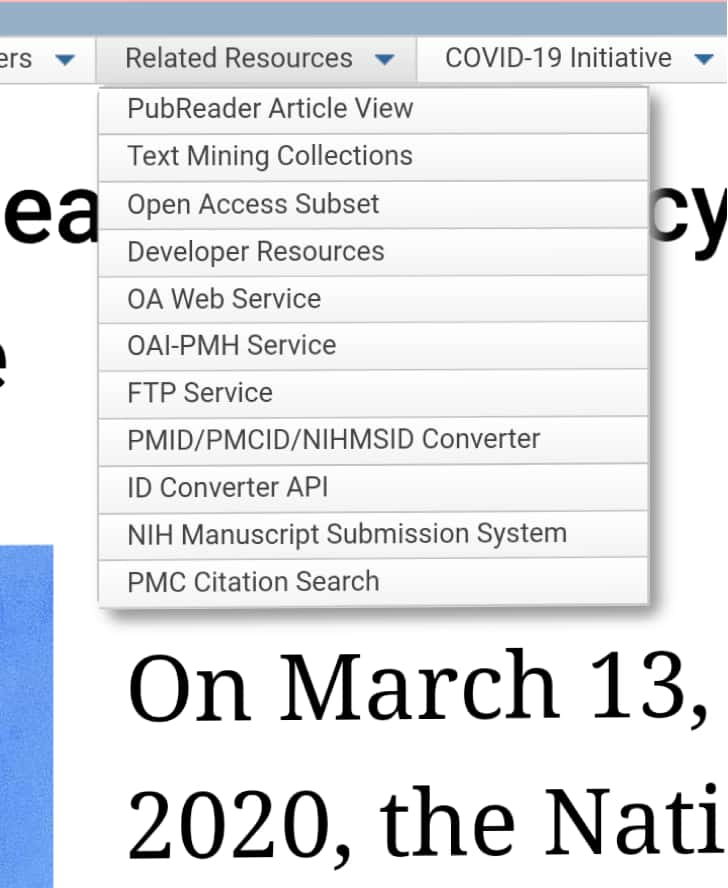 ers Related Resources COVID-19 Initiative
PubReader Article View
Text Mining Collections
Open Access Subset
Developer Resources
OA Web Service
OAI-PMH Service
FTP Service
PMID/PMCID/NIHMSID Converter
ID Converter API
NIH Manuscript Submission System
PMC Citation Search
On March 13,
2020, the Nati